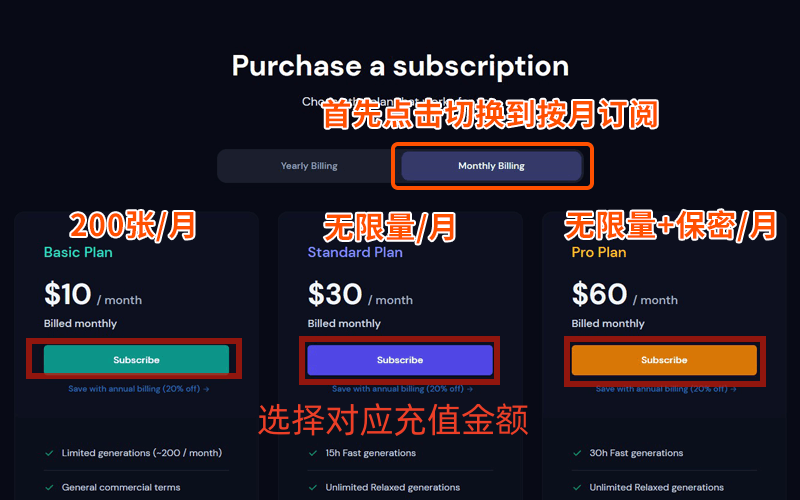 Purchase a subscription
首先点击切换到按月订阅
Yearly Billing
Monthly Billing
200张/月
Basic Plan
$10 / month
Billed monthly
Subscribe
Save with annual billing (20% off) →
Limited generations (~200 / month)
General commercial terms
无限量/月
Standard Plan
$30 / month
Billed monthly
Subscribe
Save with annual billing (20% off) →
15h Fast generations
Unlimited Relaxed generations
无限量+保密/月
Pro Plan
$60 / month
Billed monthly
Subscribe
Save with annual billing (20% off) →
30h Fast generations
Unlimited Relaxed generations
选择对应充值金额